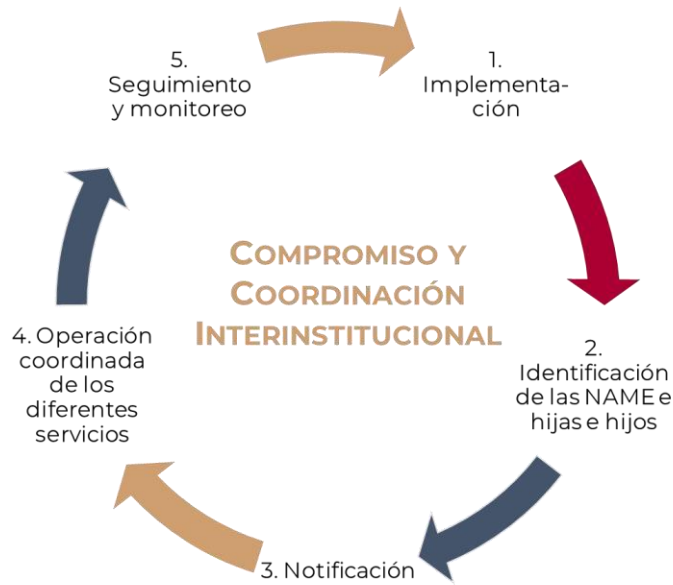 1.
Implementa-
ción
2.
Identificación
de las NAME e
hijas e hijos
3. Notificación
4. Operación
coordinada
de los
diferentes
servicios
5.
Seguimiento
y monitoreo
COMPROMISO Y
COORDINACIÓN
INTERINSTITUCIONAL